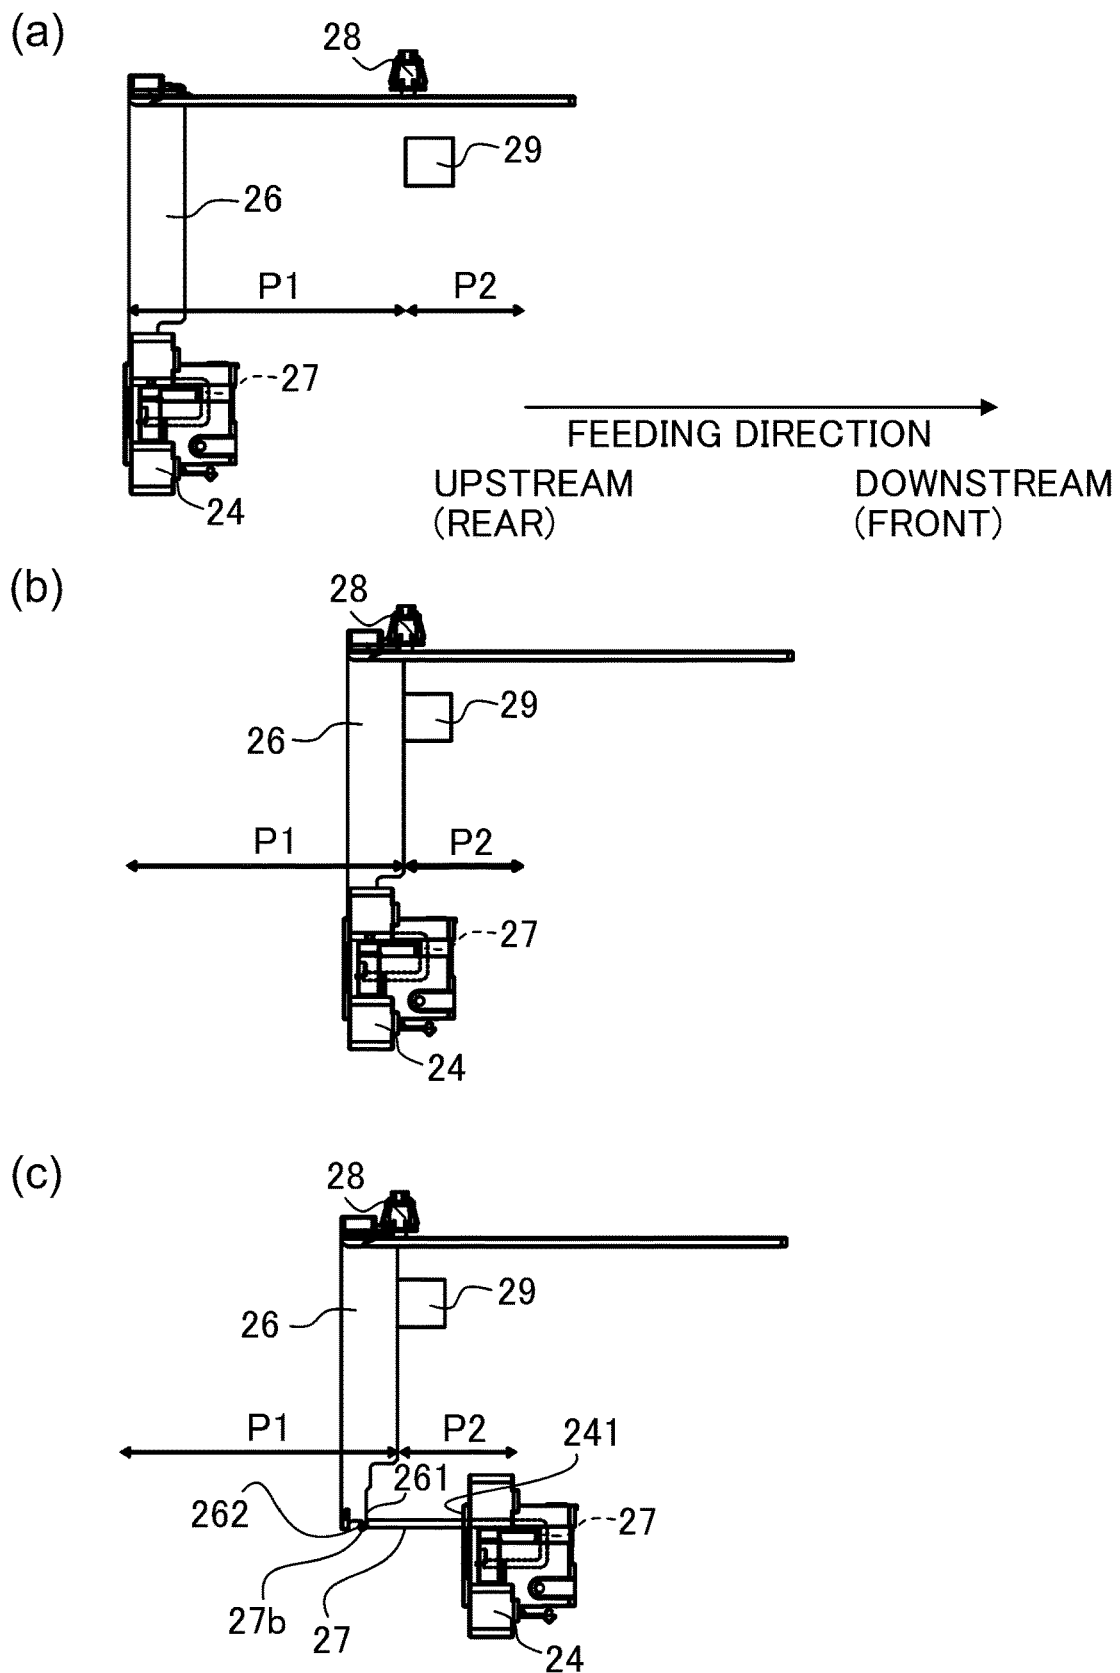 (a)
28
29
26
P1
P2
27
FEEDING DIRECTION
UPSTREAM
(REAR)
DOWNSTREAM
(FRONT)
24
(b)
28
29
26
P1
P2
27
24
(c)
28
29
26
P1
P2
241
261
262
27
27b
27
24